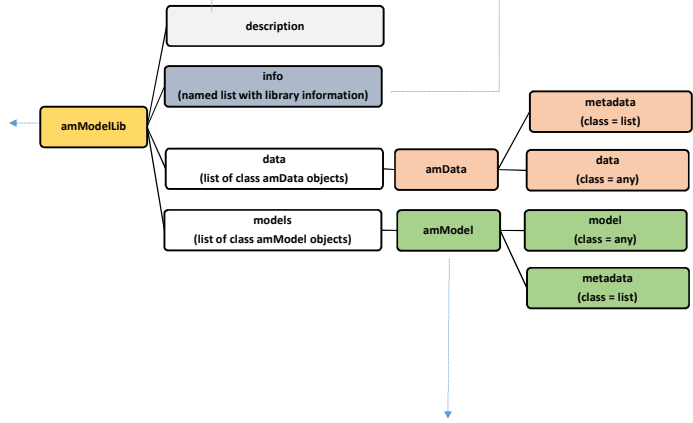 description
info
(named list with library information)
amModelLib
data
(list of class amData objects)
amData
metadata
(class = list)
data
(class = any)
models
(list of class amModel objects)
amModel
model
(class = any)
metadata
(class = list)